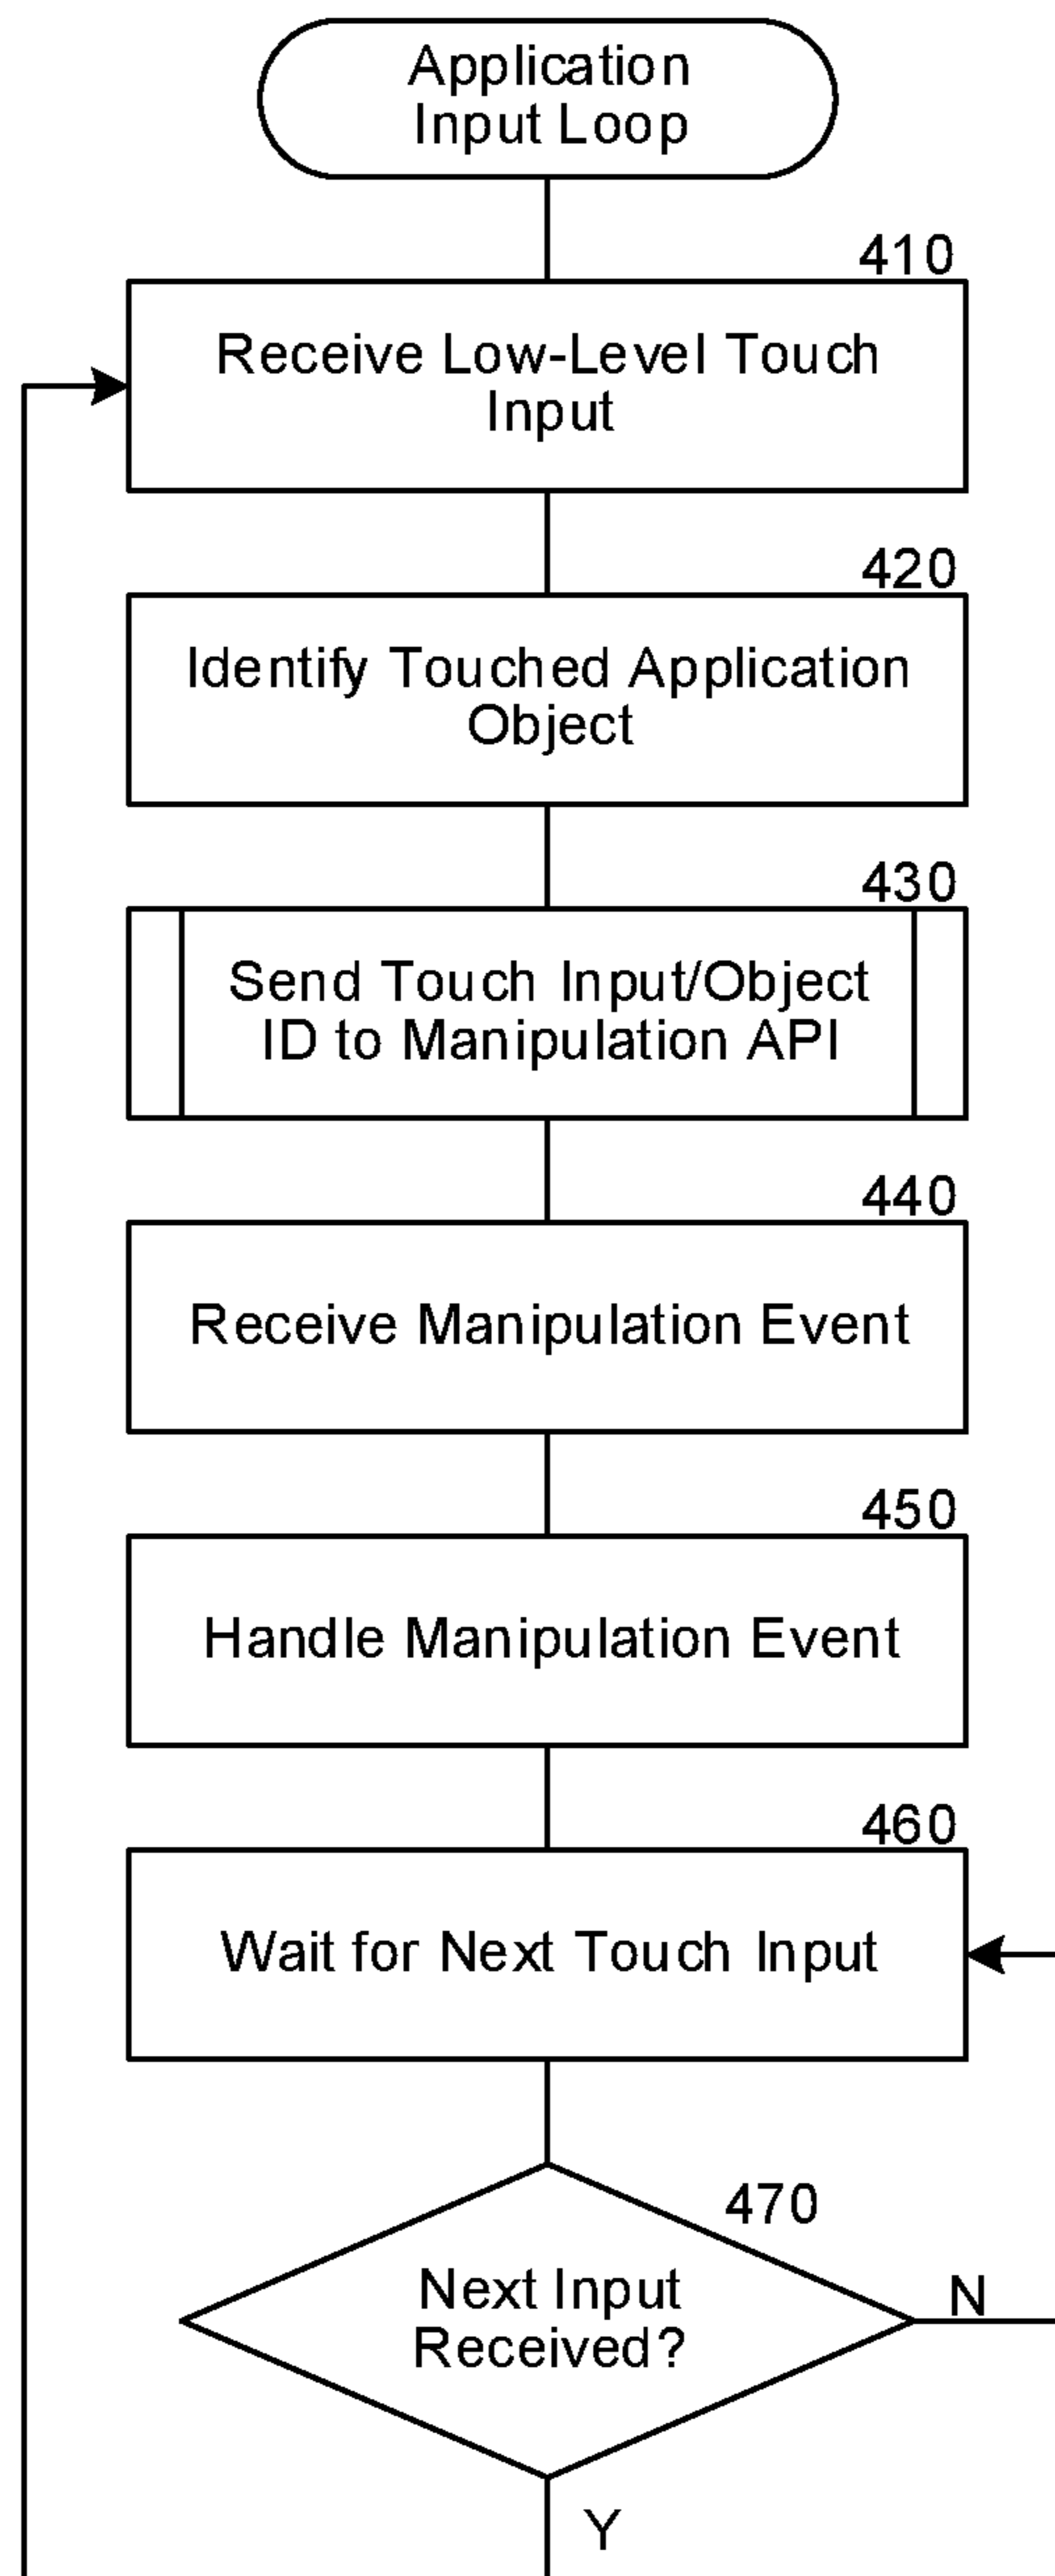 Application
Input Loop
410
Receive Low-Level Touch
Input
420
Identify Touched Application
Object
430
Send Touch Input/Object
ID to Manipulation API
440
Receive Manipulation Event
450
Handle Manipulation Event
460
Wait for Next Touch Input
470
Next Input
Received?
N
Y